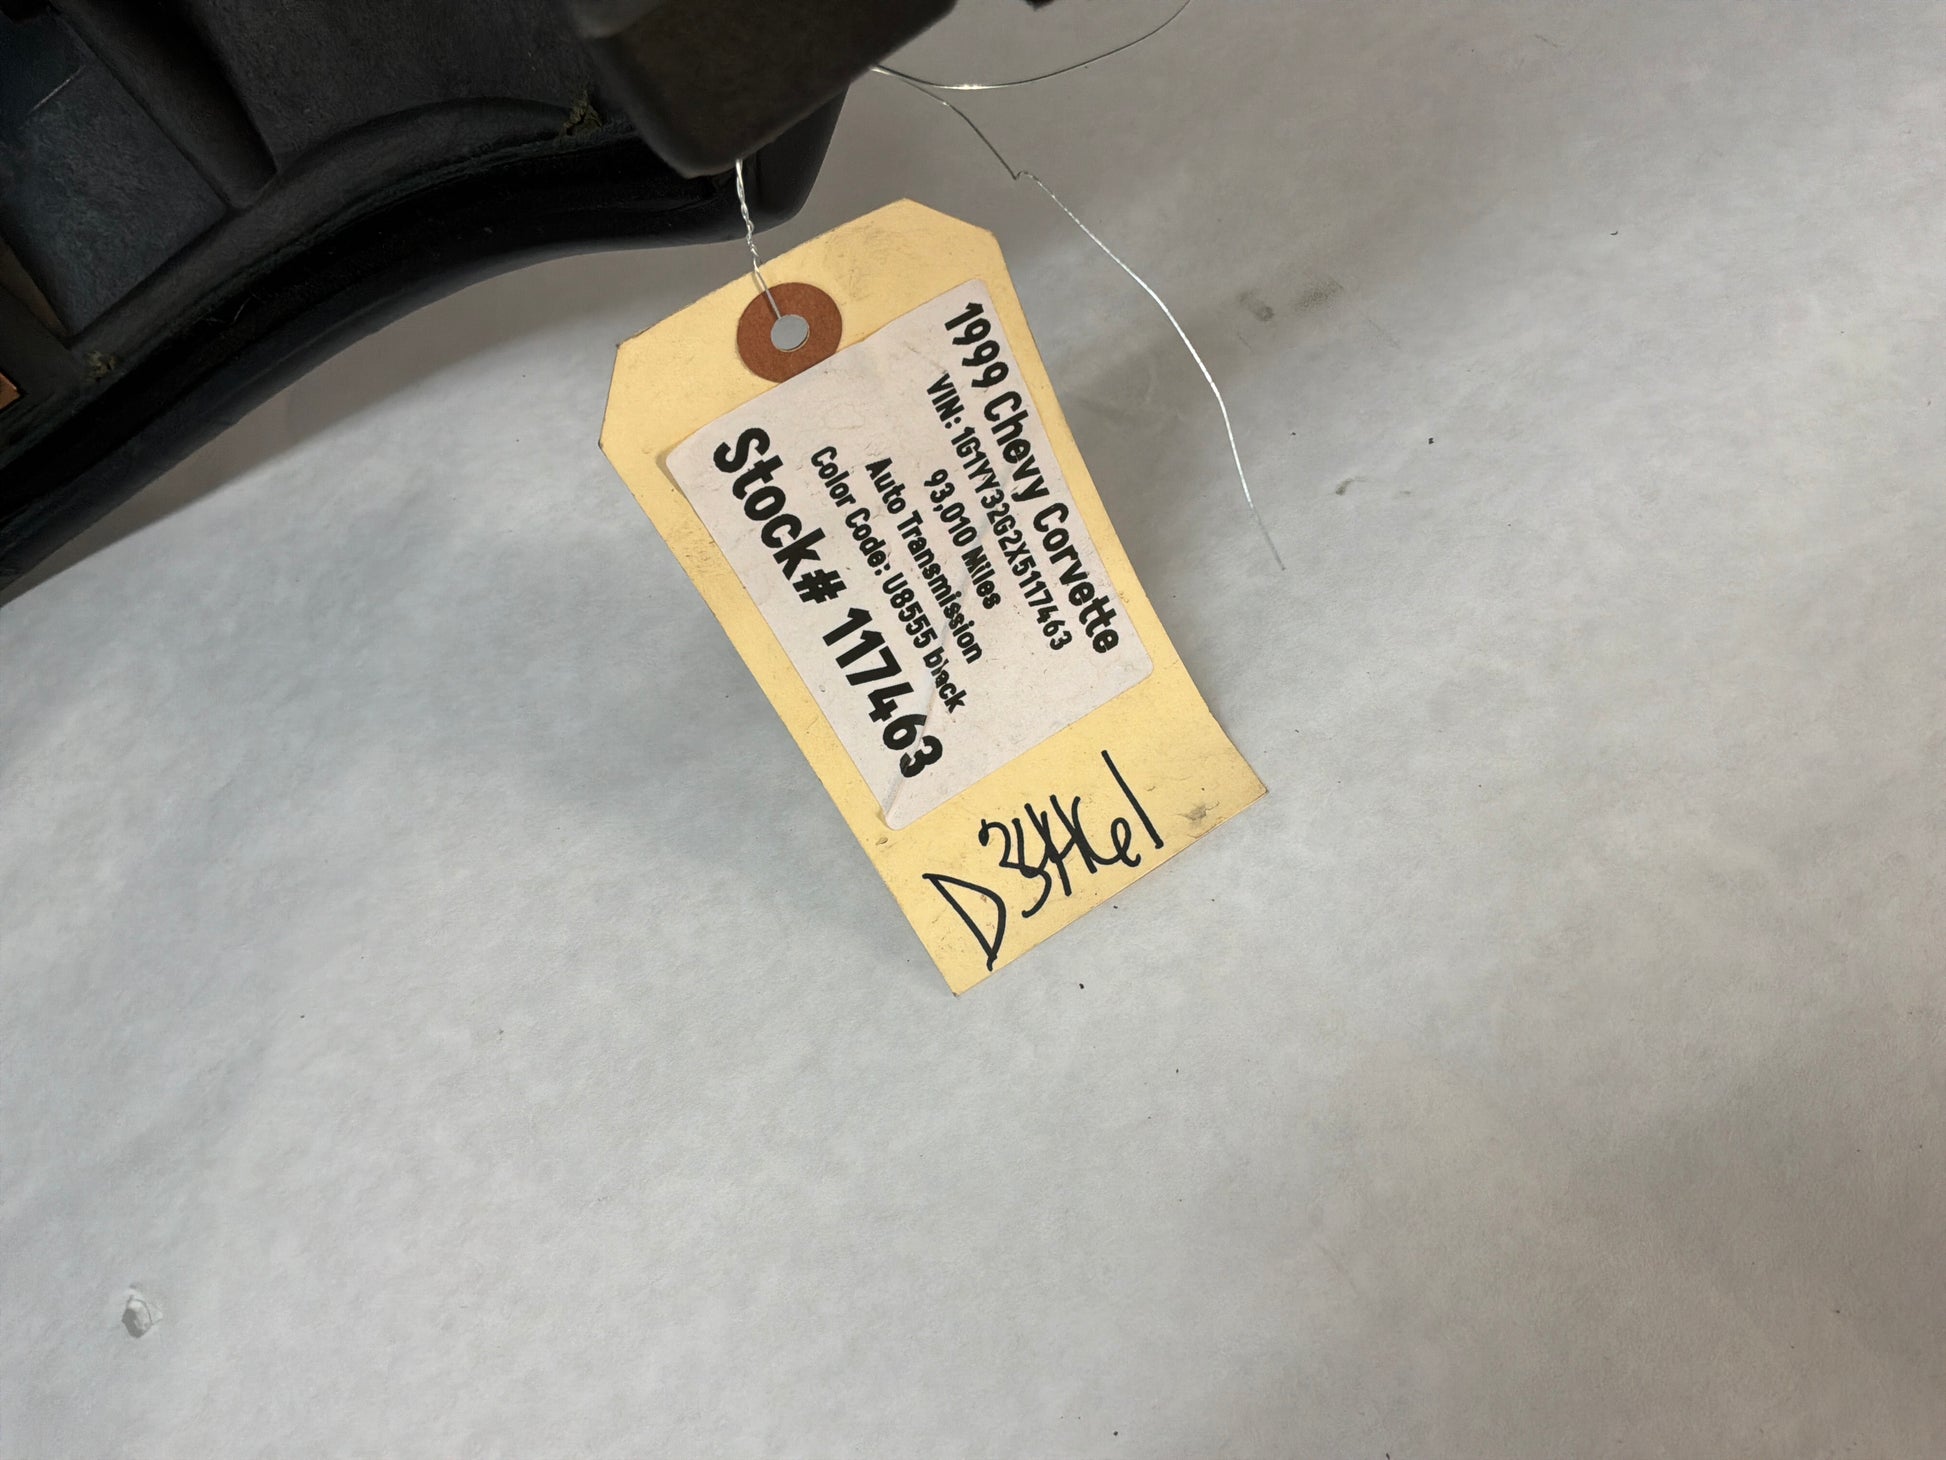 1999 Chevy Corvette
VIN: 1G1YY32G2X5117463
93,010 Miles
Auto Transmission
Color Code: U8555 black
Stock# 117463